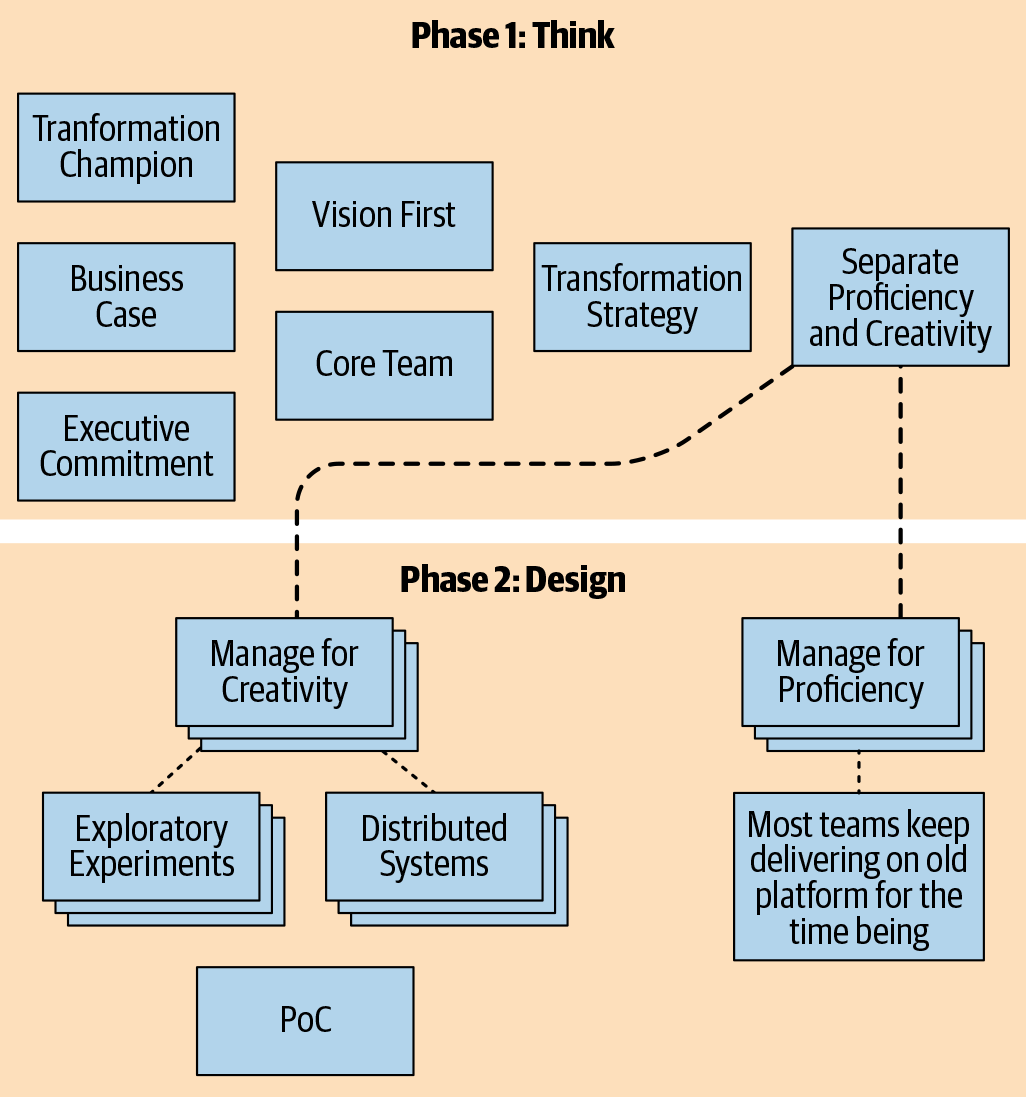 Phase 1: Think
Tranformation
Champion
Vision First
Business
Case
Transformation
Strategy
Separate
Proficiency
and Creativity
Core Team
Executive
Commitment
Phase 2: Design
Manage for
Creativity
Manage for
Proficiency
Exploratory
Experiments
Distributed
Systems
Most teams keep
delivering on old
platform for the
time being
PoC